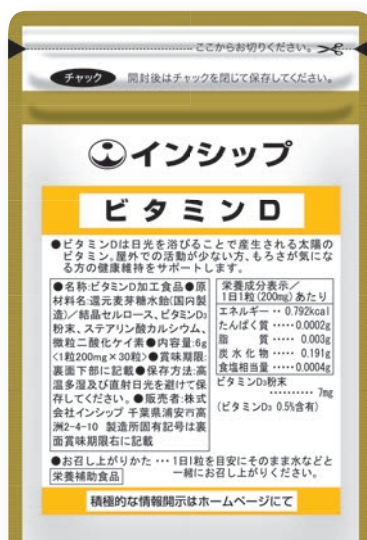 ここからお切りください。
チャック 開封後はチャックを閉じて保存してください。
インシップ
ビタミンD
●ビタミンDは日光を浴びることで産生される太陽の
ビタミン。屋外での活動が少ない方、もろさが気にな
る方の健康維持をサポートします。
●名称:ビタミンD加工食品●原
材料名:還元麦芽糖水飴(国内製
造)/結晶セルロース、ビタミンD₃
粉末、ステアリン酸カルシウム、
微粒二酸化ケイ素●内容量:6g
<1粒200mg×30粒>●賞味期限:
裏面下部に記載●保存方法:高
温多湿及び直射日光を避けて保
存してください。●販売者:株式
会社インシップ 千葉県浦安市高
洲2-4-10 製造所固有記号は裏
面賞味期限右に記載
栄養成分表示/
1日1粒(200mg)あたり
エネルギー‥0.792kcal
たんぱく質……0.0002g
脂質……0.003g
炭水化物……0.191g
食塩相当量……0.0004g
ビタミンD₃粉末
…………7mg
(ビタミンD₃ 0.5%含有)
●お召し上がりかた…1日1粒を目安にそのまま水などと
一緒にお召し上がりください。
栄養補助食品
積極的な情報開示はホームページにて